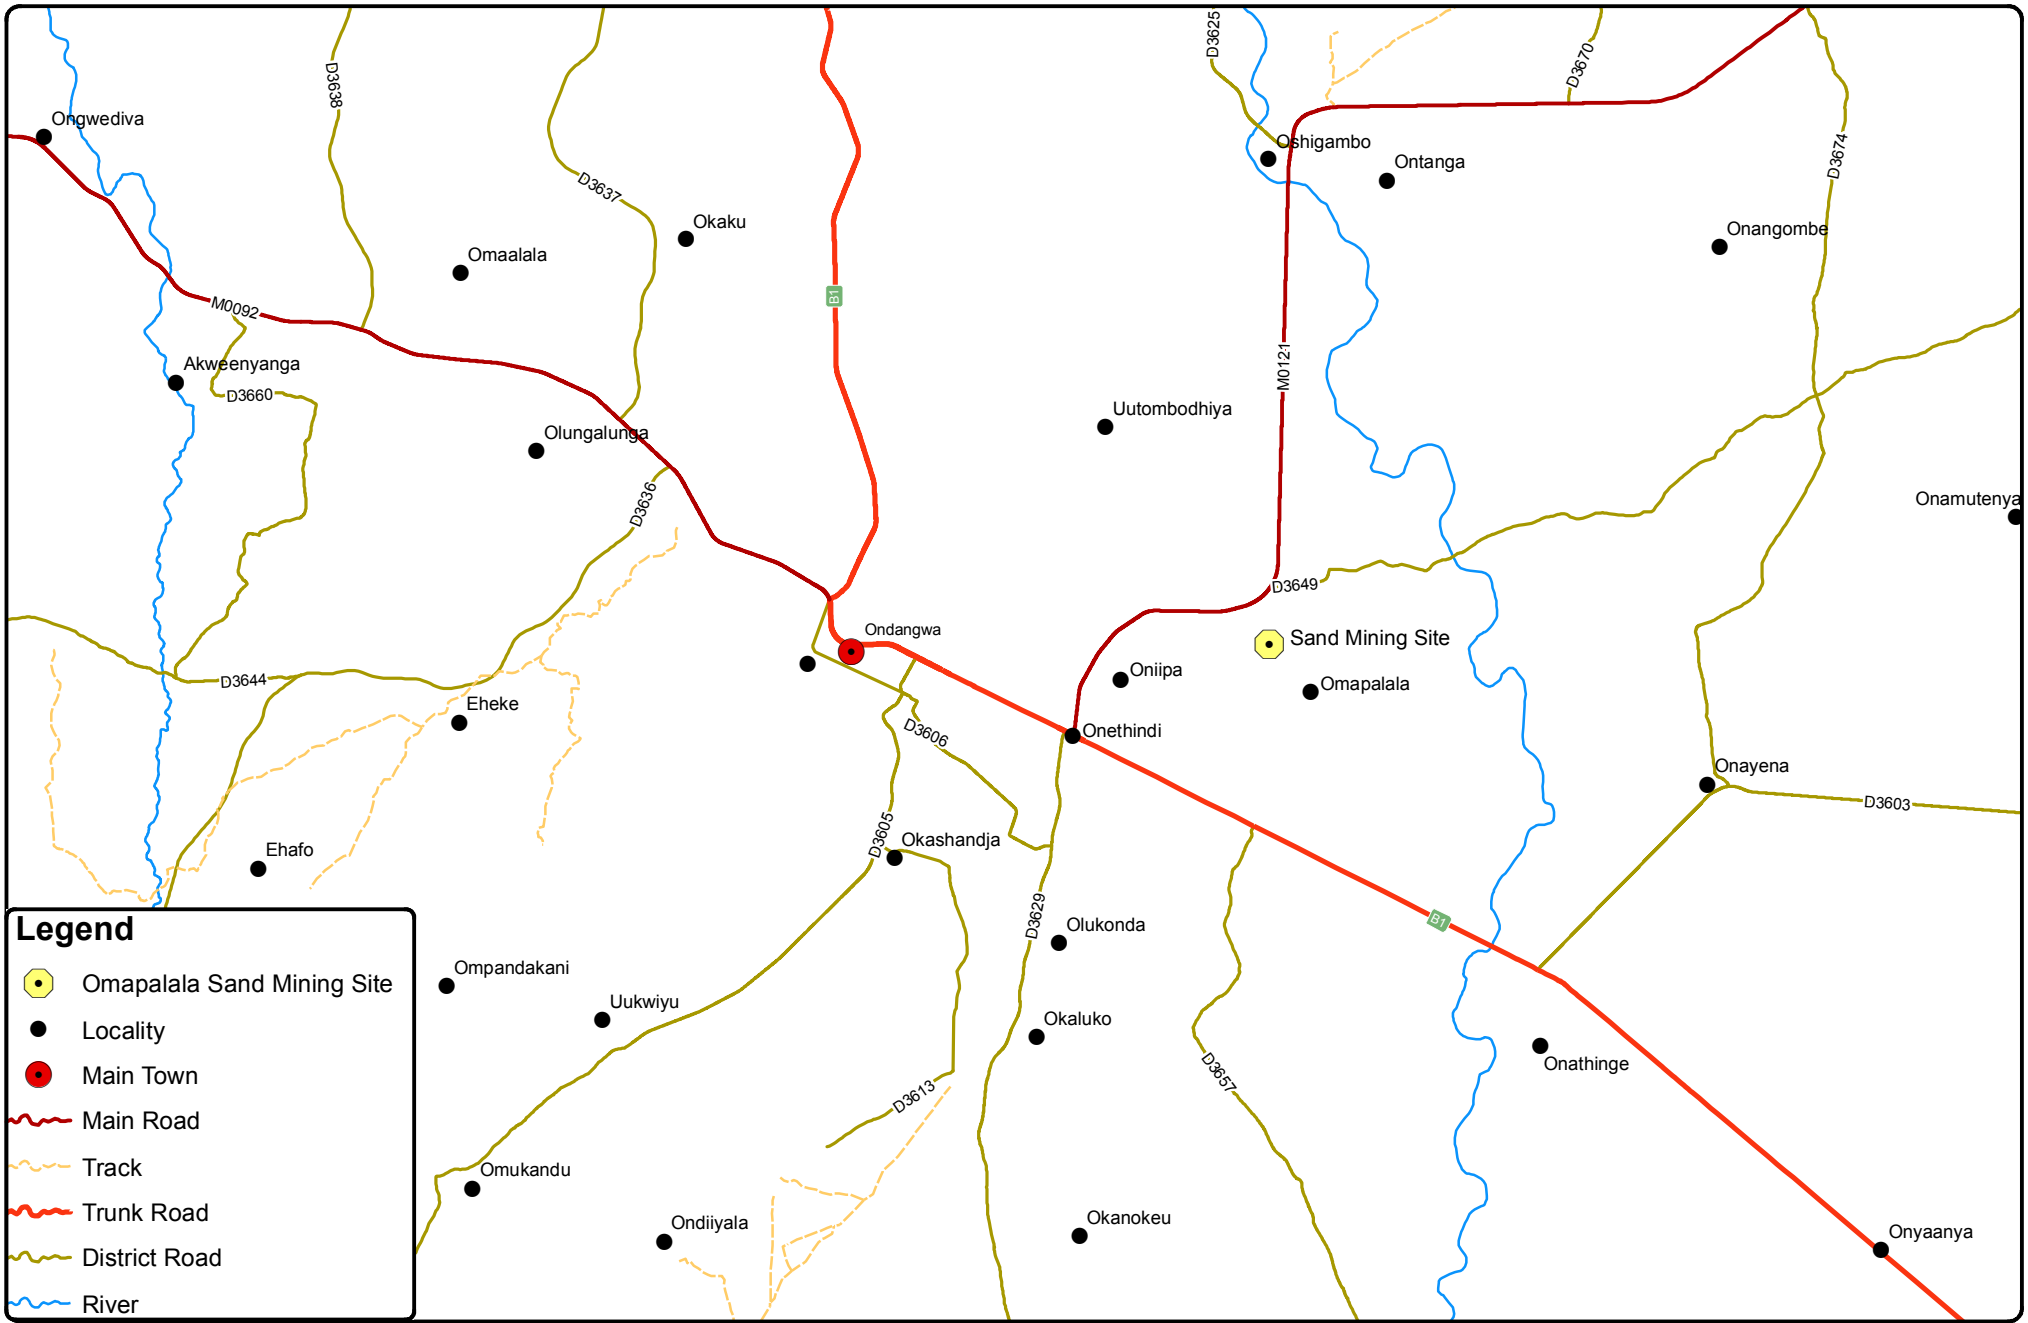 D3625
D3670
D3638
Ongwediva
Oshigambo
Ontanga
D3674
D3637
Okaku
Onangombe
Omaalala
B1
M0092
M0121
Akweenyanga
D3660
Uutombodhiya
Olungalunga
D3636
Onamutenya
D3649
Ondangwa
Sand Mining Site
Oniipa
Omapalala
D3644
Eheke
D3606
Onethindi
Onayena
D3603
D3605
Okashandja
Ehafo
D3629
Olukonda
B1
Ompandakani
Uukwiyu
Okaluko
D3657
Onathinge
D3613
Omukandu
Ondiiyala
Okanokeu
Onyaanya
Legend
Omapalala Sand Mining Site
Locality
Main Town
Main Road
Track
Trunk Road
District Road
River